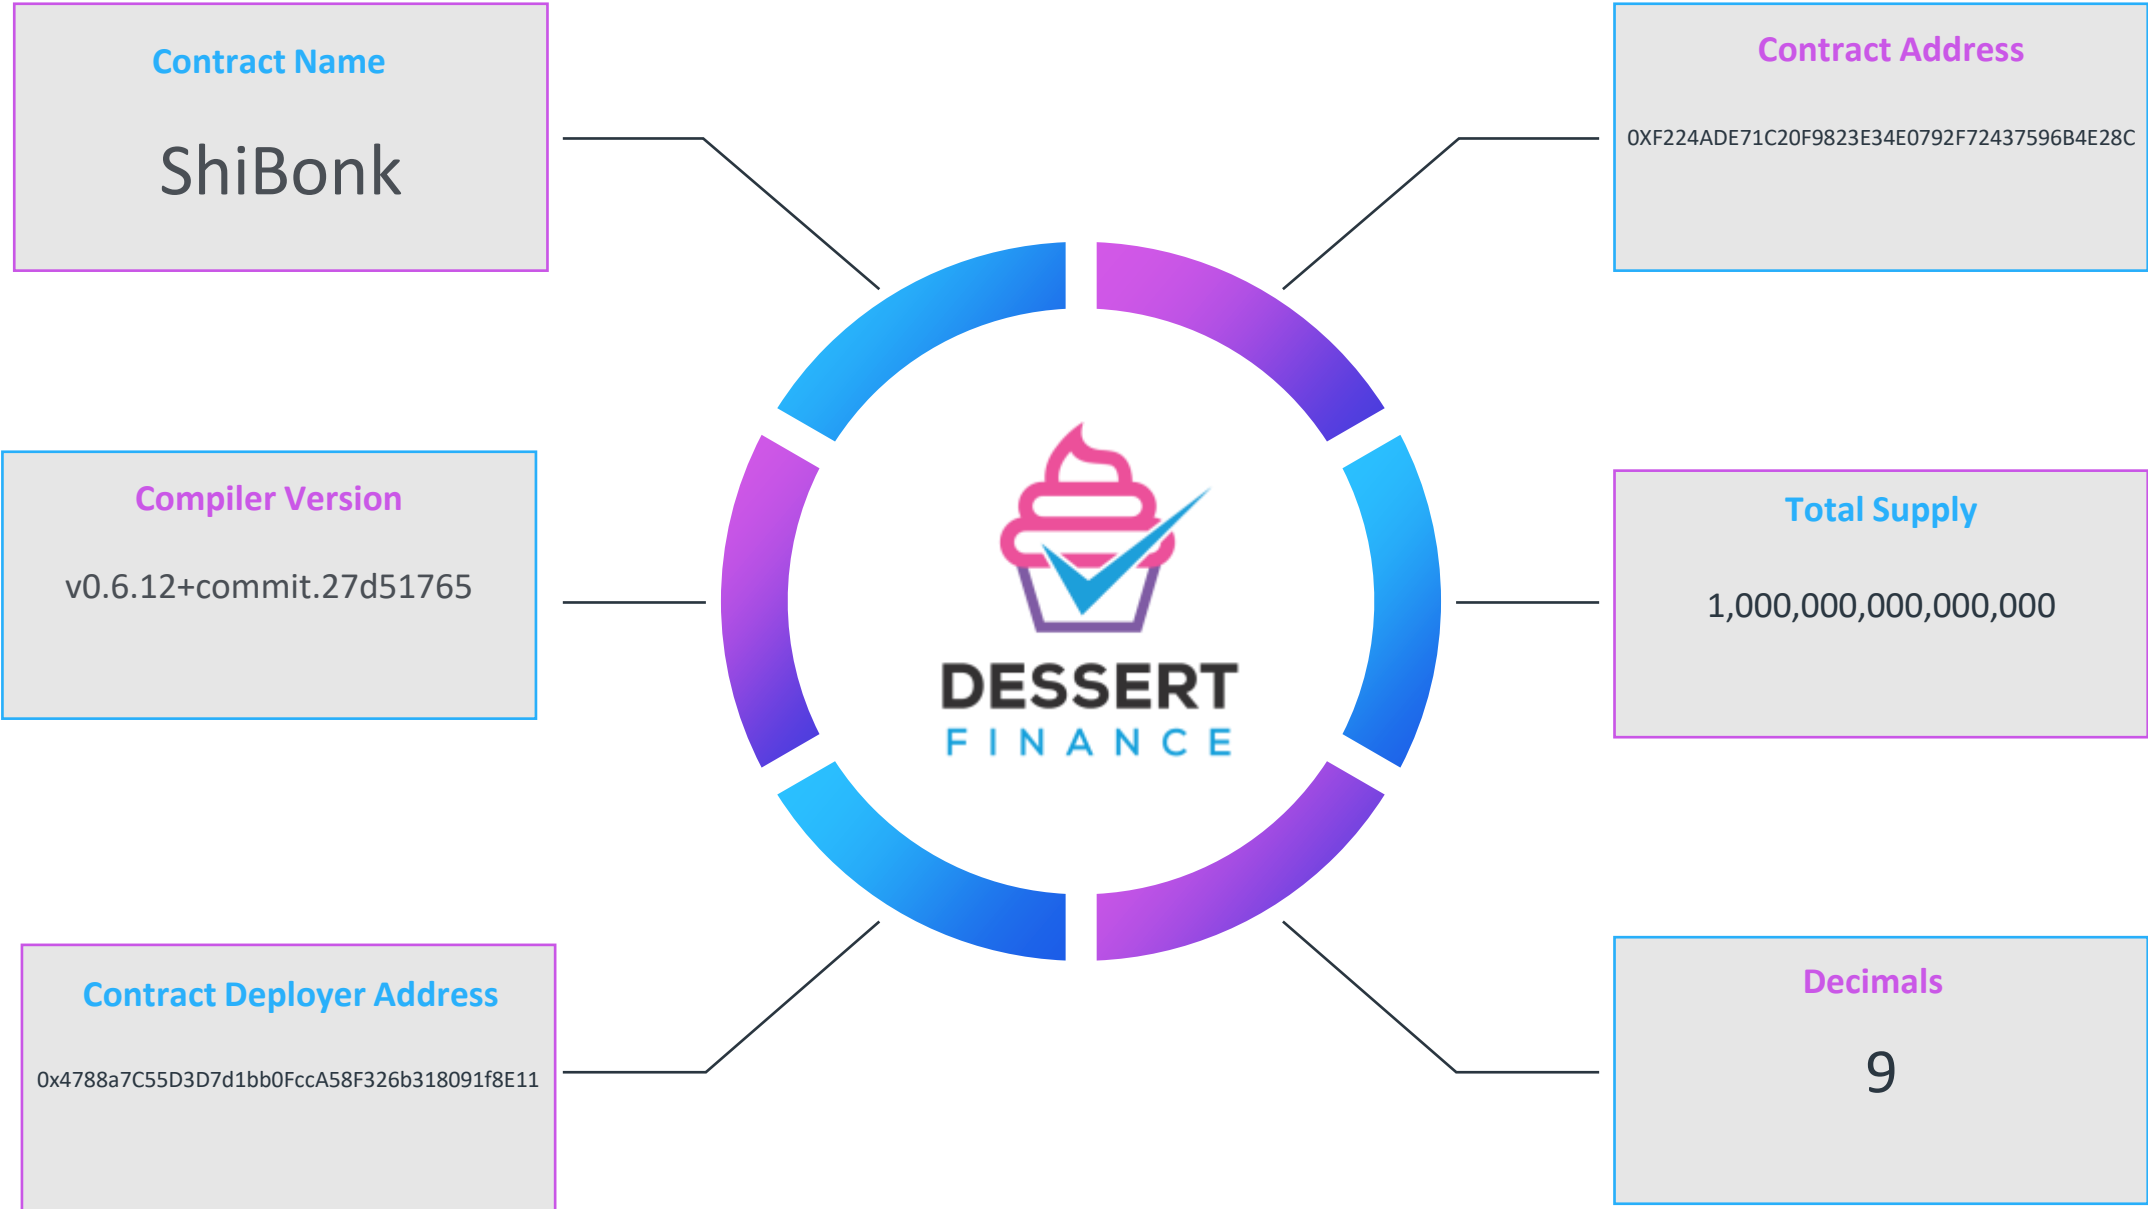 Contract Name
ShiBonk
Contract Address
0XF224ADE71C20F9823E34E0792F72437596B4E28C
Compiler Version
v0.6.12+commit.27d51765
DESSERT
FINANCE
Total Supply
1,000,000,000,000,000
Contract Deployer Address
0x4788a7C55D3D7d1bb0FccA58F326b318091f8E11
Decimals
9